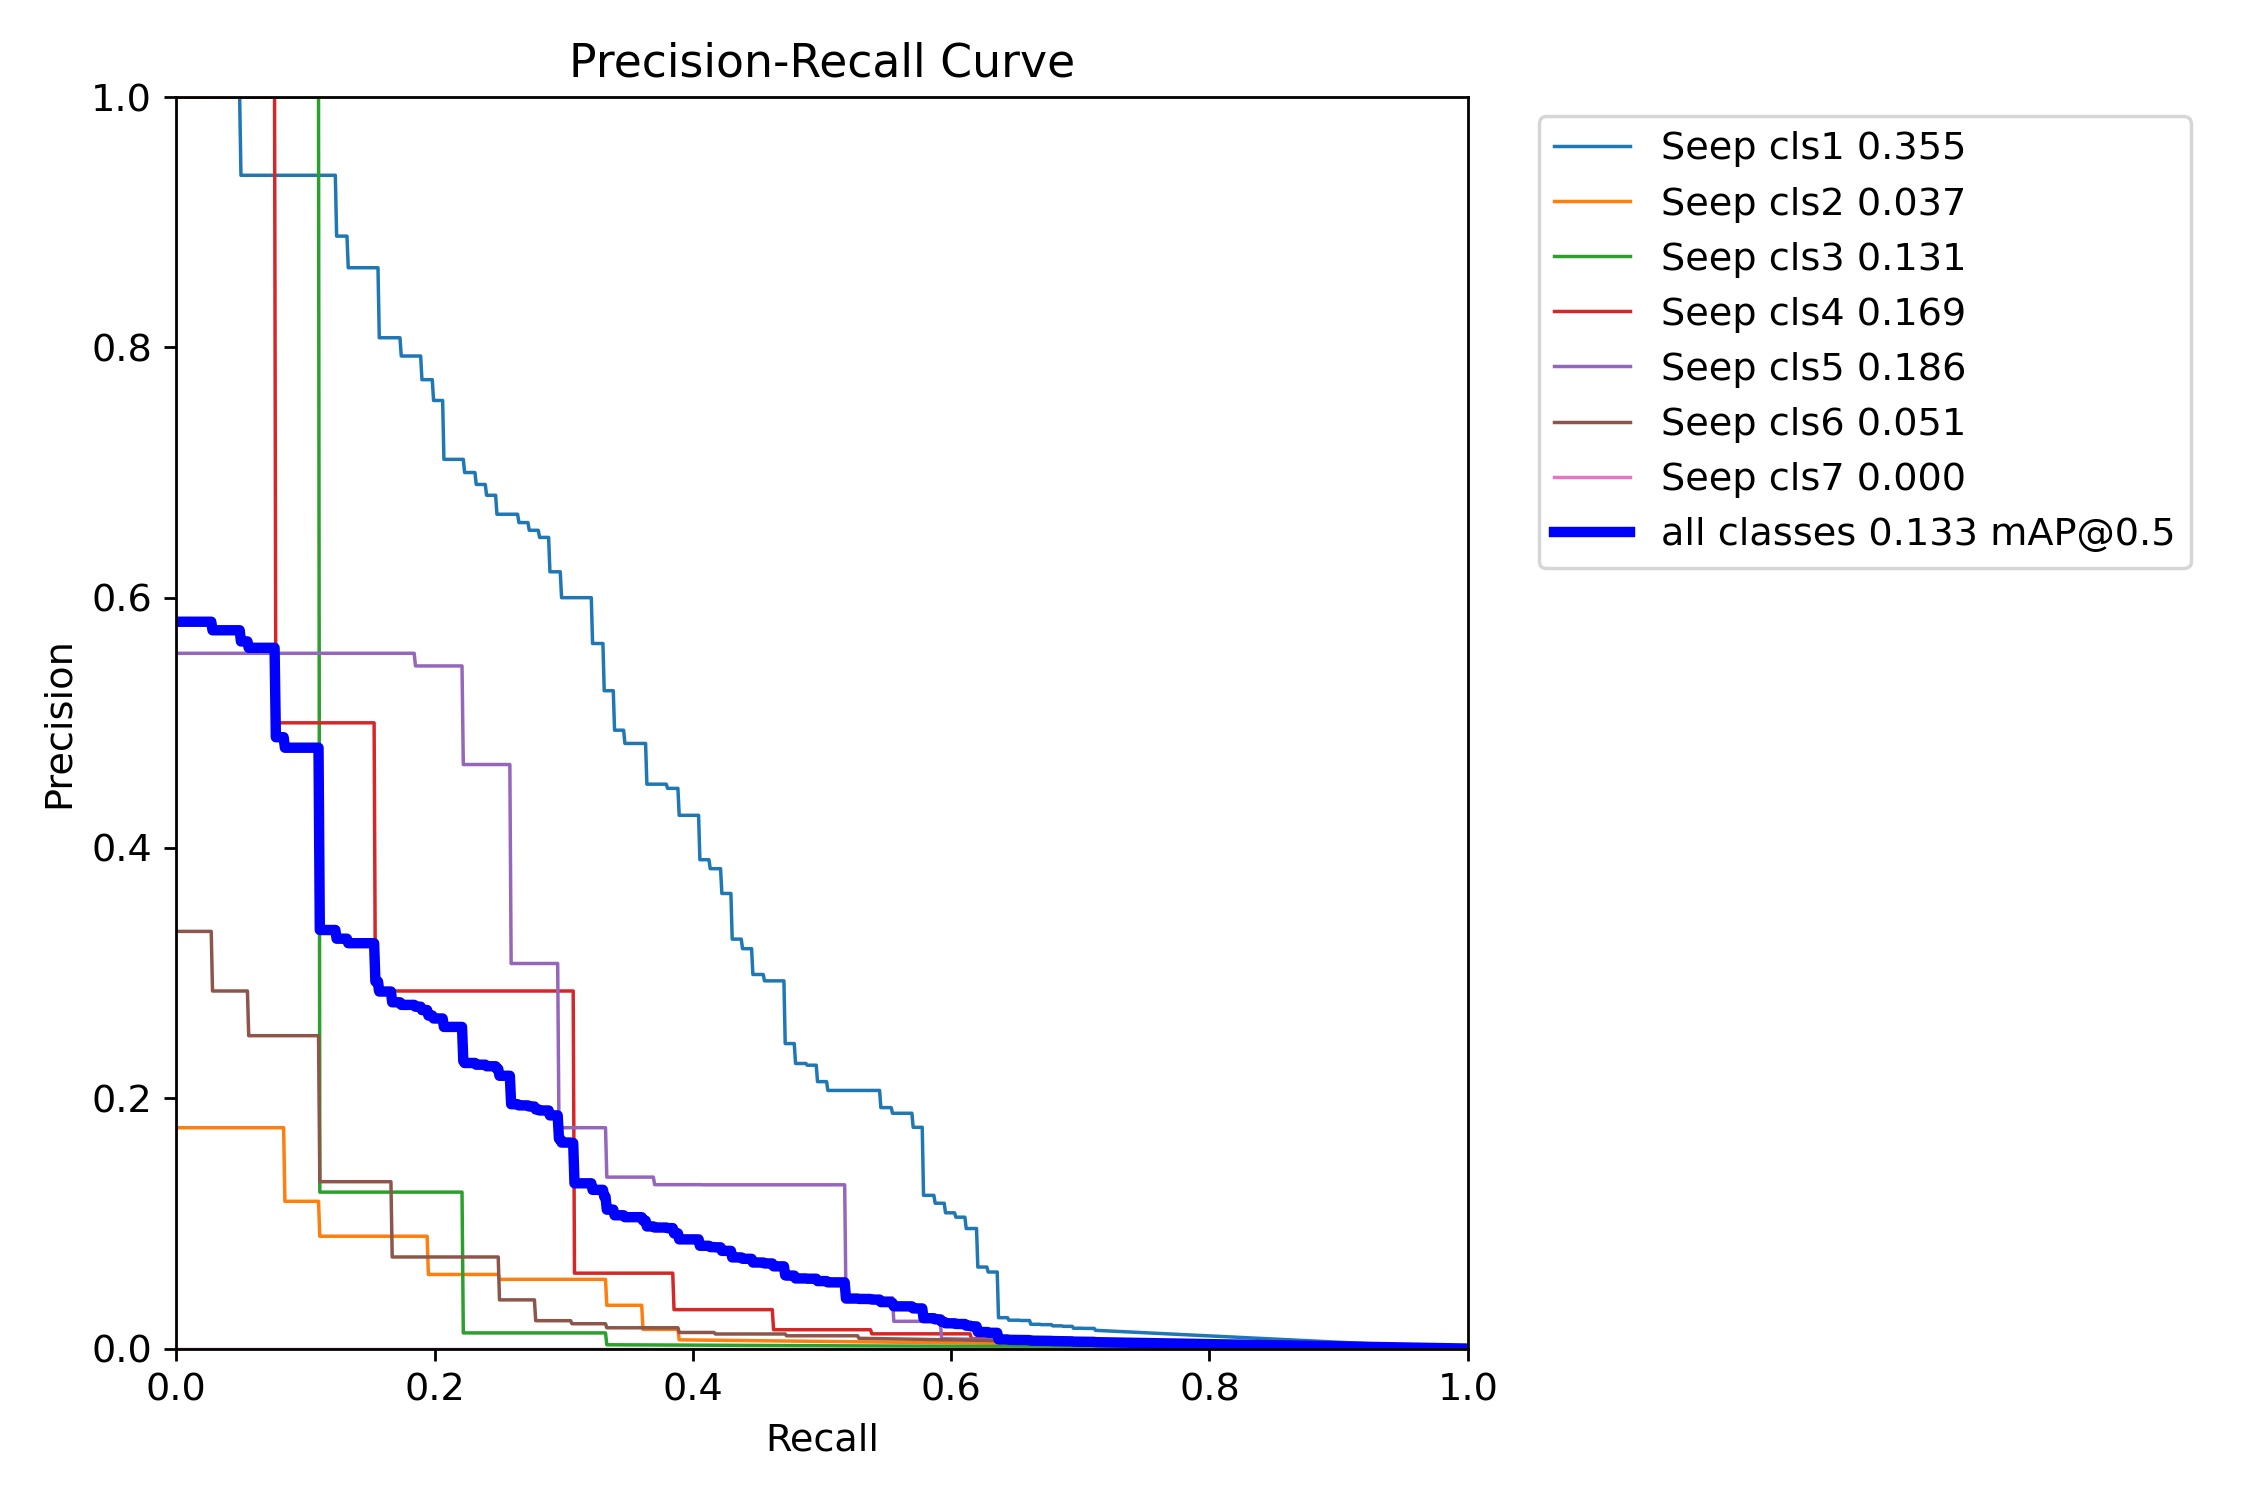 Precision-Recall Curve
1.0
0.8
0.6
0.4
0.2
0.0
Precision
0.0 0.2 0.4 0.6 0.8 1.0
Recall
Seep cls1 0.355
Seep cls2 0.037
Seep cls3 0.131
Seep cls4 0.169
Seep cls5 0.186
Seep cls6 0.051
Seep cls7 0.000
all classes 0.133 mAP@0.5